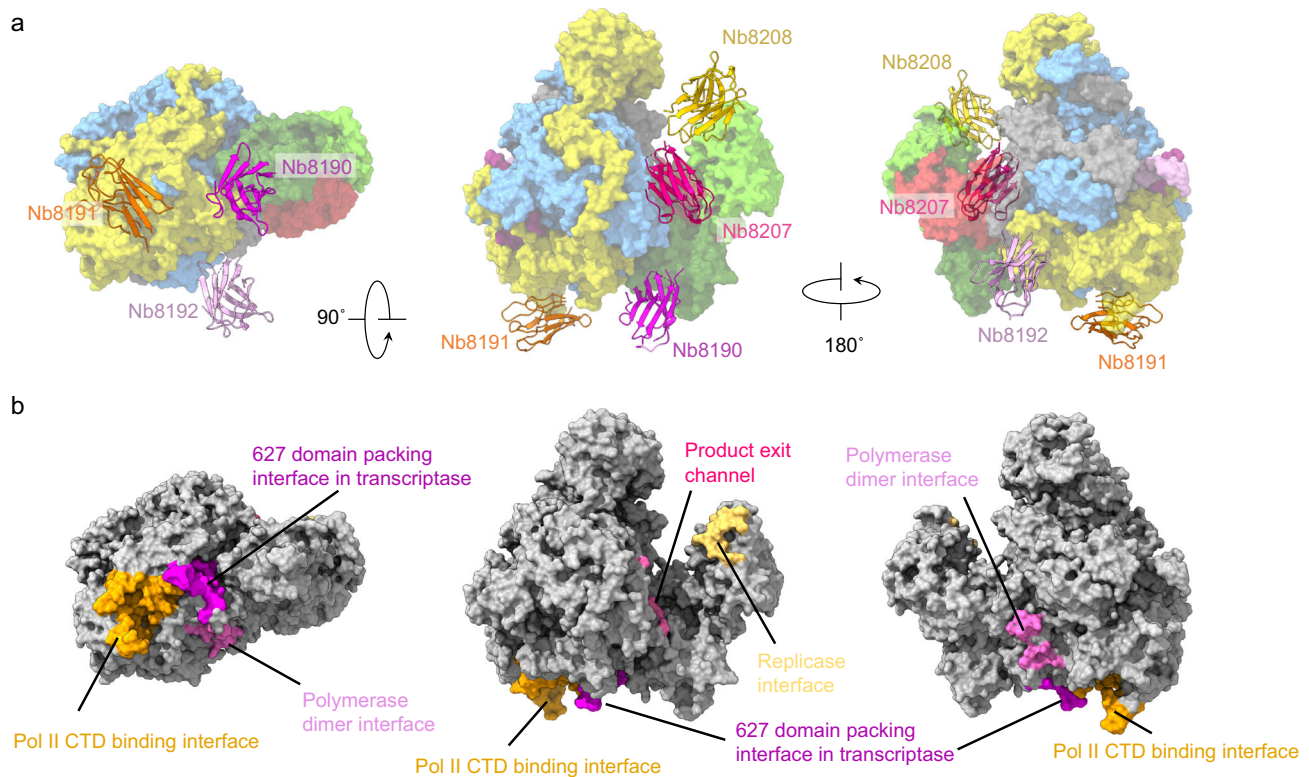 a
Nb8191
Nb8190
Nb8192
90°
Nb8208
Nb8207
Nb8191
Nb8190
180°
Nb8208
Nb8207
Nb8192
Nb8191
b
627 domain packing
interface in transcriptase
Polymerase
dimer interface
Pol II CTD binding interface
Product exit
channel
Replicase
interface
Pol II CTD binding interface
627 domain packing
interface in transcriptase
Polymerase
dimer interface
Pol II CTD binding interface